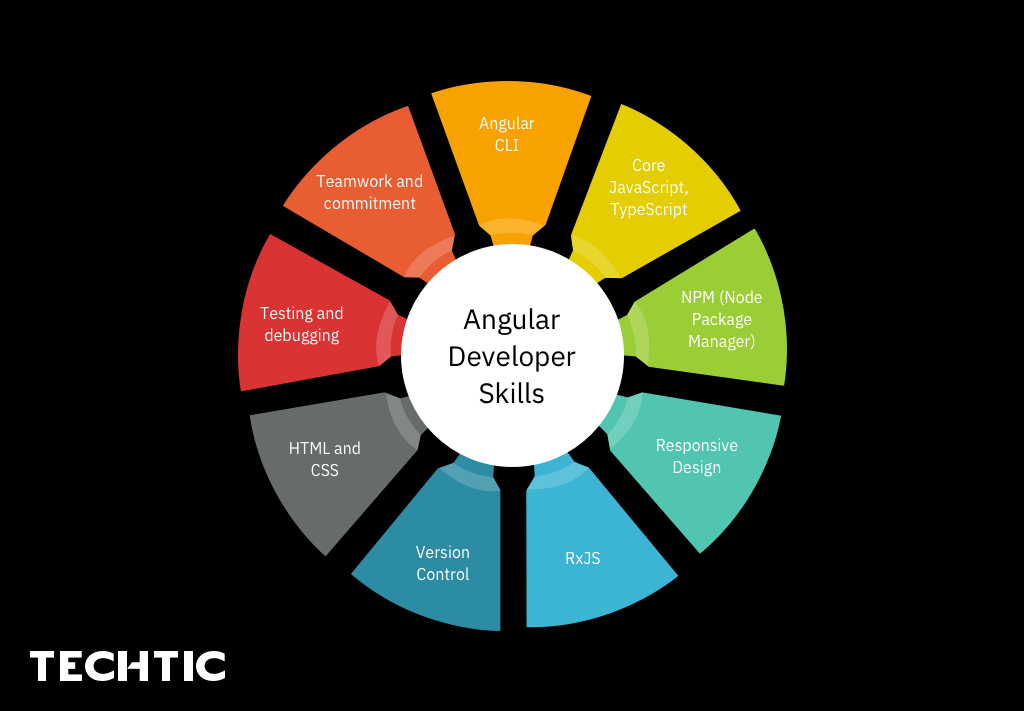 Angular
CLI
Core
JavaScript,
TypeScript
NPM (Node
Package
Manager)
Responsive
Design
RxJS
Version
Control
HTML and
CSS
Testing and
debugging
Teamwork and
commitment
Angular
Developer
Skills
TECHTIC